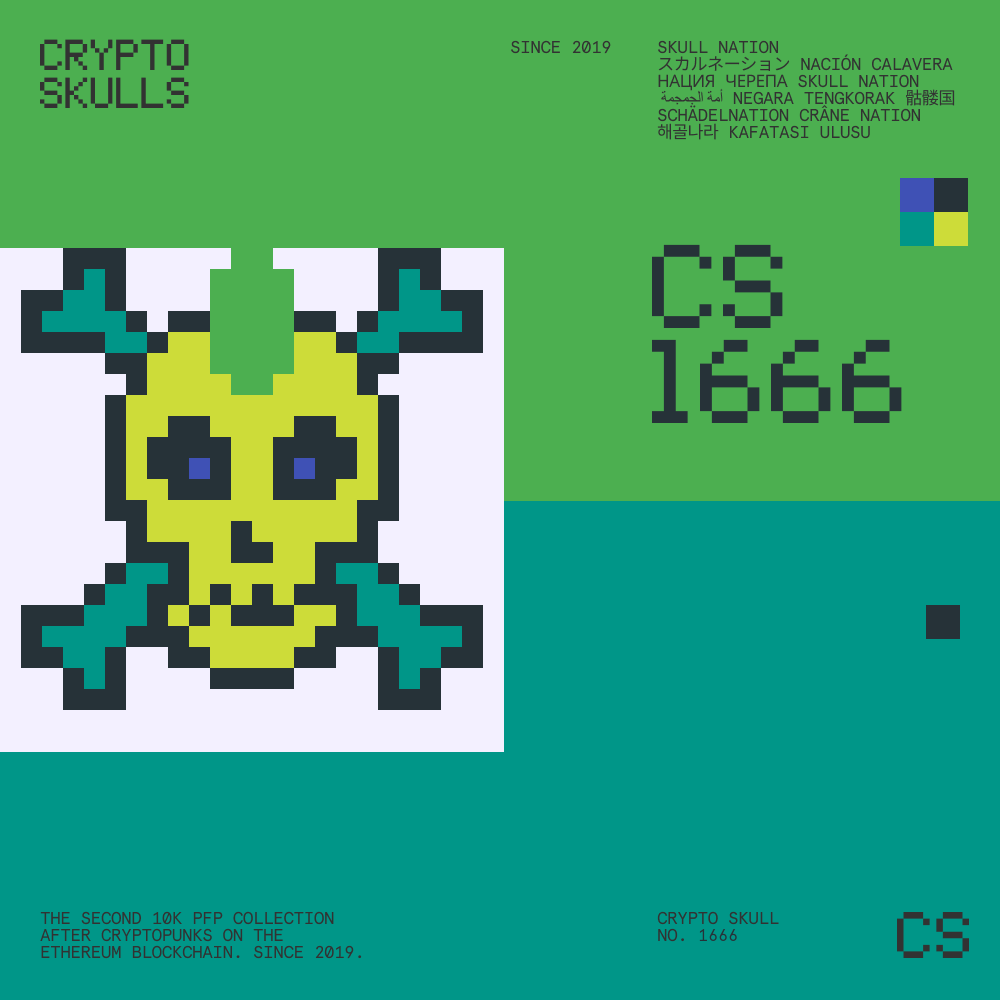 CRYPTO
SKULLS
SINCE 2019
SKULL NATION
スカルネーション NACIÓN CALAVERA
НАЦИЯ ЧЕРЕПА SKULL NATION
أمة الجمجمة NEGARA TENGKORAK 骷髅国
SCHÄDELNATION CRÂNE NATION
해골나라 KAFATASI ULUSU
CS
1666
THE SECOND 10K PFP COLLECTION
AFTER CRYPTOPUNKS ON THE
ETHEREUM BLOCKCHAIN. SINCE 2019.
CRYPTO SKULL
NO. 1666
CS